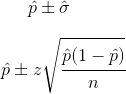 p̂ ± σ̂
p̂ ± z√(p̂(1 − p̂)/n)